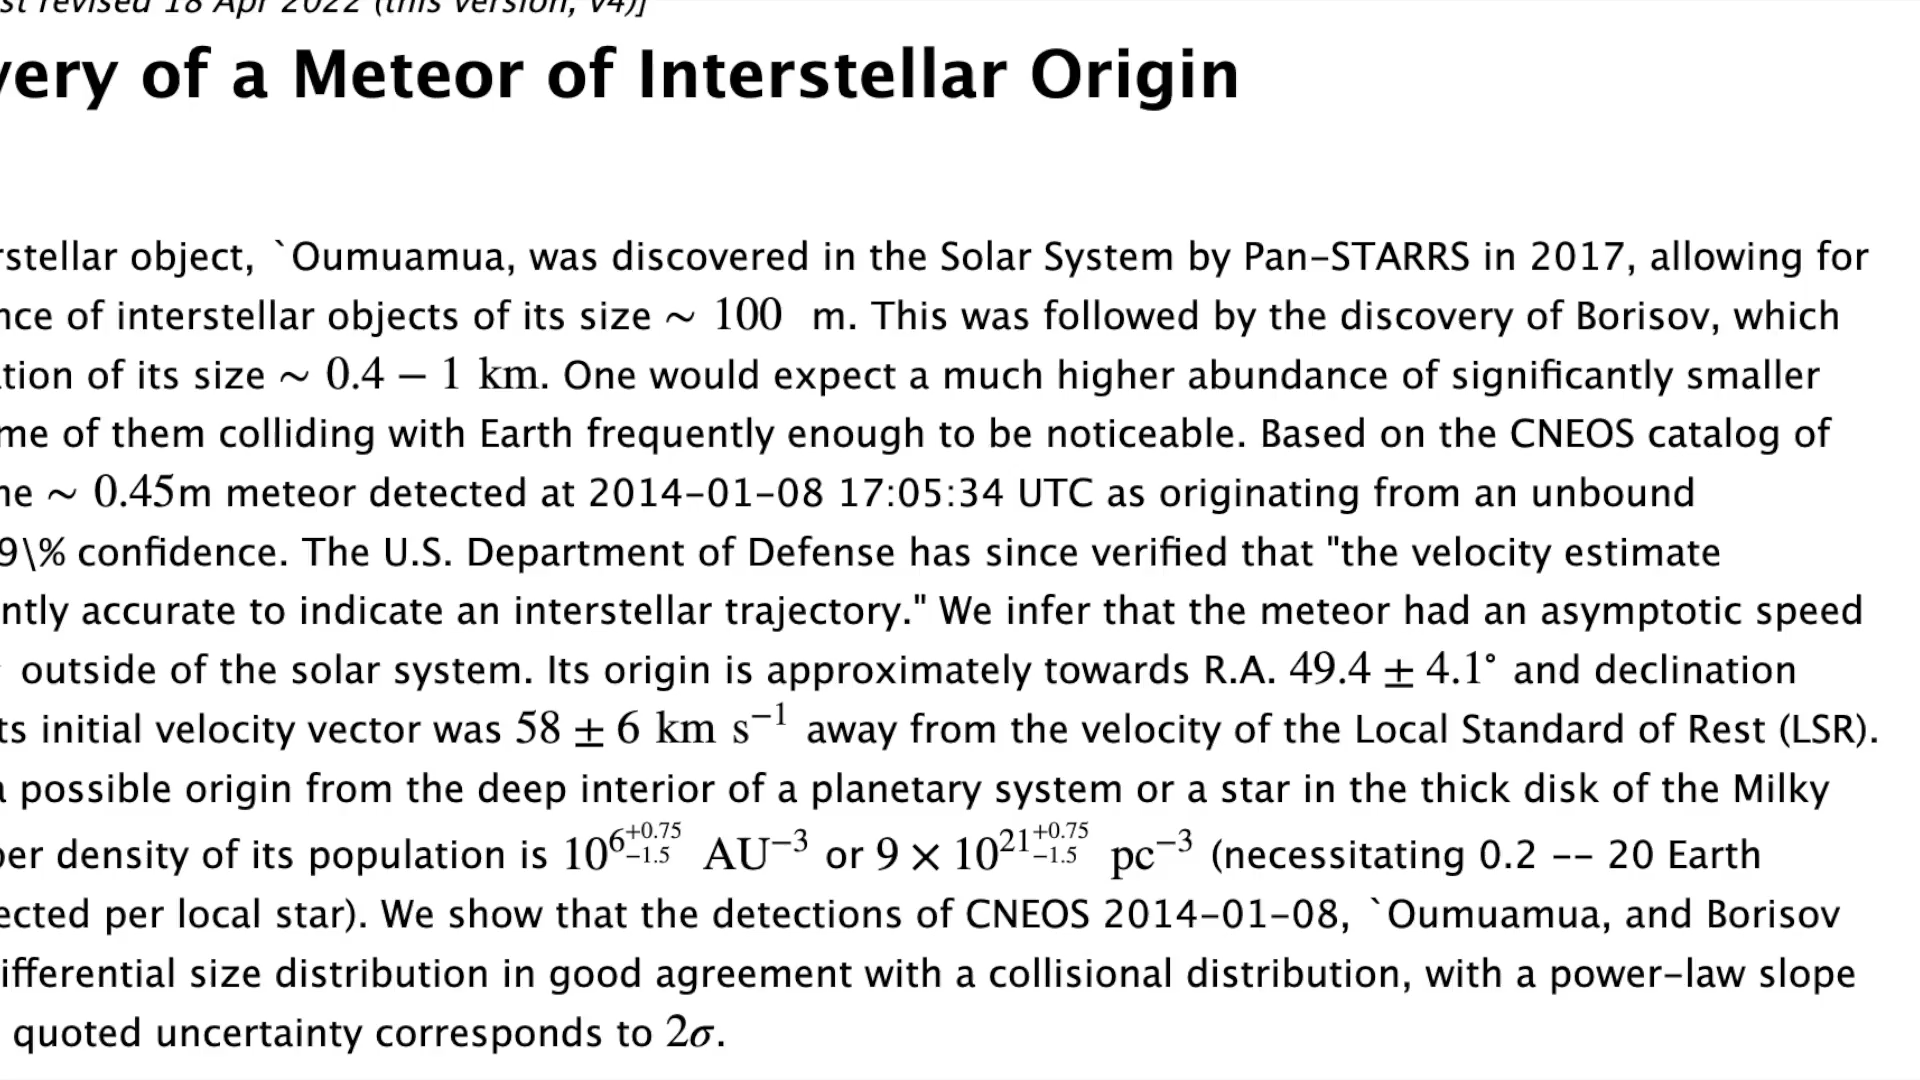 st revised 18 Apr 2022 (this version, v4)]
very of a Meteor of Interstellar Origin
rstellar object, `Oumuamua, was discovered in the Solar System by Pan-STARRS in 2017, allowing for
nce of interstellar objects of its size ∼ 100 m. This was followed by the discovery of Borisov, which
tion of its size ∼ 0.4 − 1 km. One would expect a much higher abundance of significantly smaller
me of them colliding with Earth frequently enough to be noticeable. Based on the CNEOS catalog of
he ∼ 0.45m meteor detected at 2014-01-08 17:05:34 UTC as originating from an unbound
9\% confidence. The U.S. Department of Defense has since verified that "the velocity estimate
ntly accurate to indicate an interstellar trajectory." We infer that the meteor had an asymptotic speed
outside of the solar system. Its origin is approximately towards R.A. 49.4 ± 4.1° and declination
ts initial velocity vector was 58 ± 6 km s⁻¹ away from the velocity of the Local Standard of Rest (LSR).
a possible origin from the deep interior of a planetary system or a star in the thick disk of the Milky
ber density of its population is 10^{6^{+0.75}_{−1.5}} AU⁻³ or 9 × 10^{21^{+0.75}_{−1.5}} pc⁻³ (necessitating 0.2 -- 20 Earth
ected per local star). We show that the detections of CNEOS 2014-01-08, `Oumuamua, and Borisov
ifferential size distribution in good agreement with a collisional distribution, with a power-law slope
quoted uncertainty corresponds to 2σ.